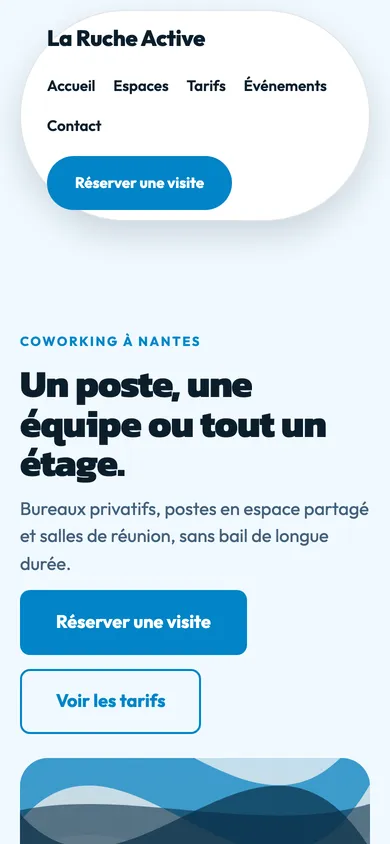 La Ruche Active
Accueil Espaces Tarifs Événements
Contact
Réserver une visite
COWORKING À NANTES
Un poste, une
équipe ou tout un
étage.
Bureaux privatifs, postes en espace partagé
et salles de réunion, sans bail de longue
durée.
Réserver une visite
Voir les tarifs